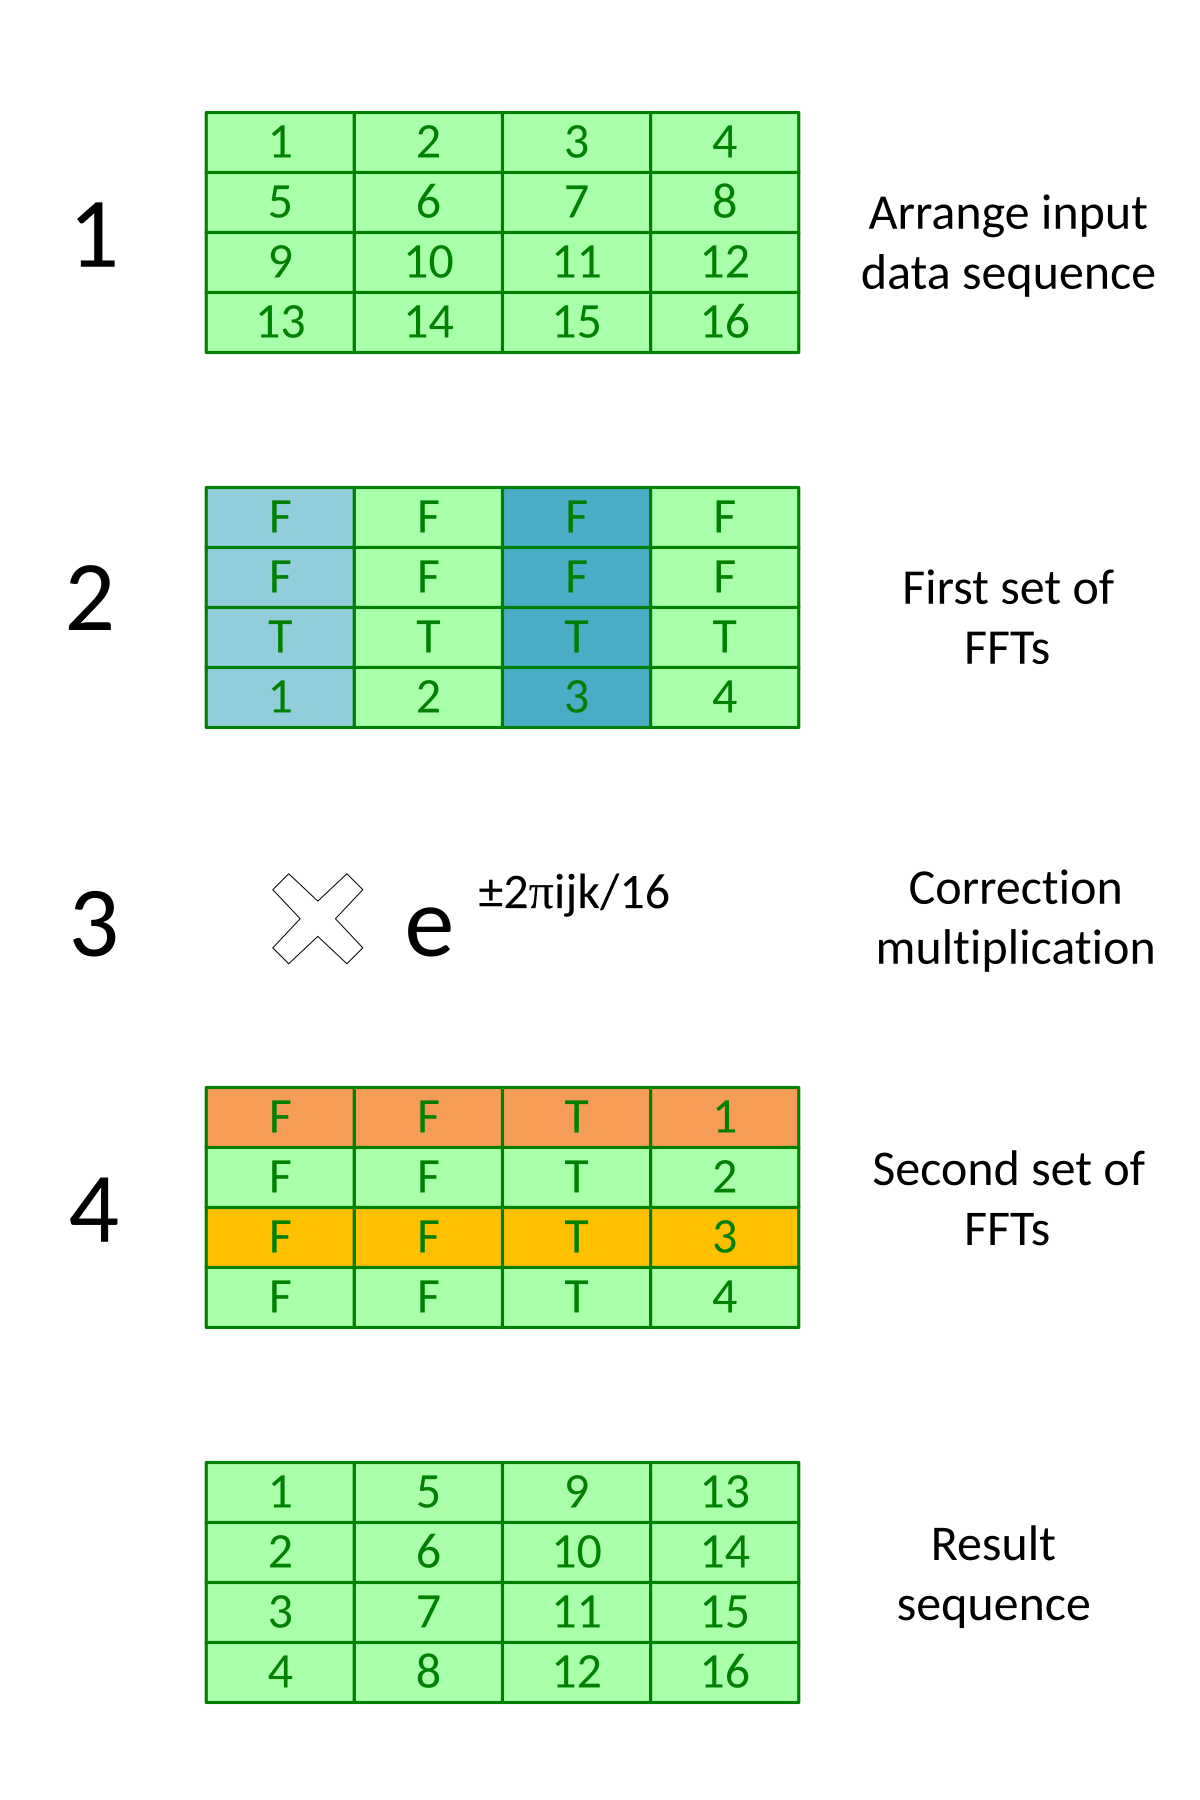 1
1 2 3 4
5 6 7 8
9 10 11 12
13 14 15 16
Arrange input
data sequence
2
F F F F
F F F F
T T T T
1 2 3 4
First set of
FFTs
3
e ±2πijk/16
Correction
multiplication
4
F F T 1
F F T 2
F F T 3
F F T 4
Second set of
FFTs
1 5 9 13
2 6 10 14
3 7 11 15
4 8 12 16
Result
sequence